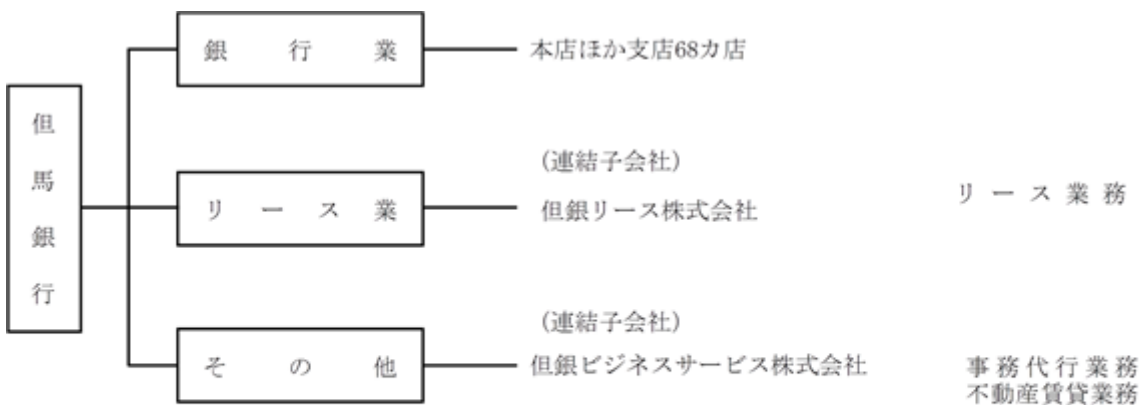 但馬銀行
銀行業
本店ほか支店68カ店
(連結子会社)
リース業
但銀リース株式会社
リース業務
(連結子会社)
その他
但銀ビジネスサービス株式会社
事務代行業務
不動産賃貸業務